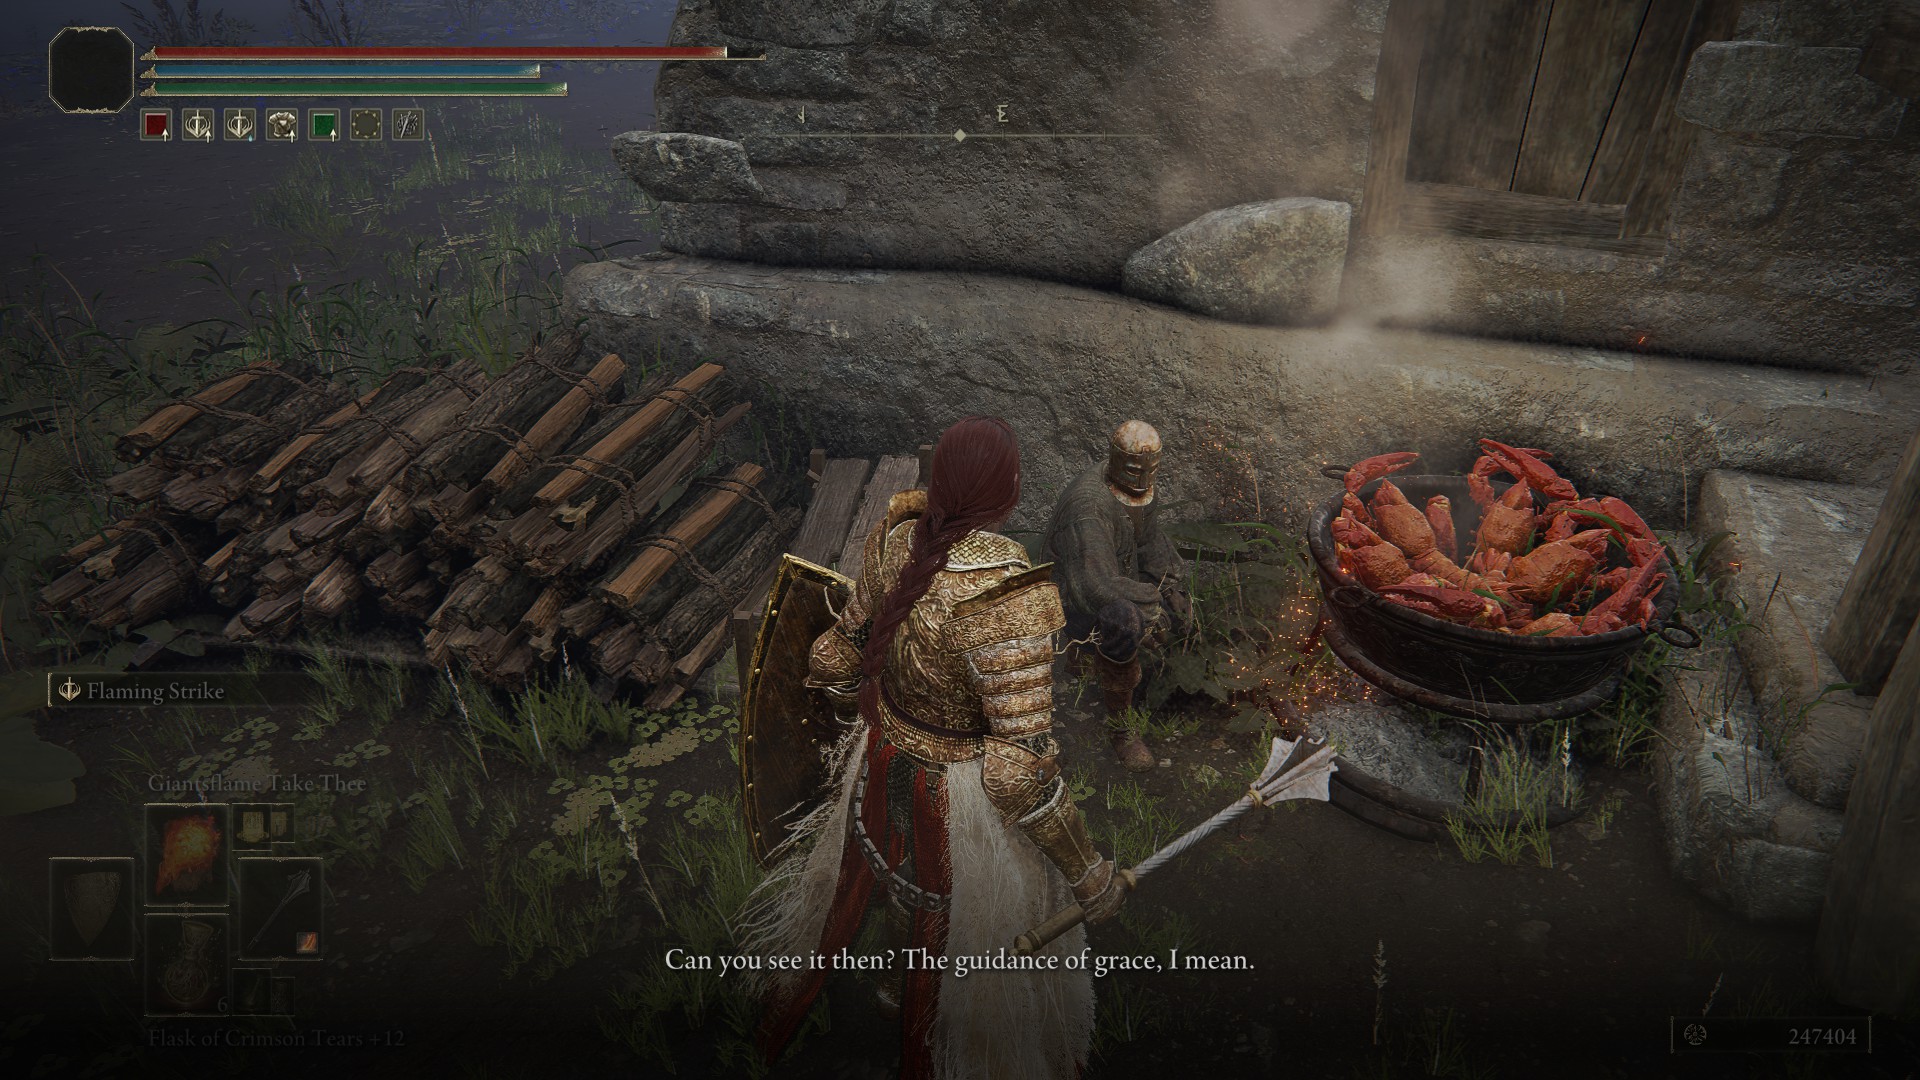 E
Flaming Strike
Giantsflame Take Thee
6
Can you see it then? The guidance of grace, I mean.
Flask of Crimson Tears +12
247404